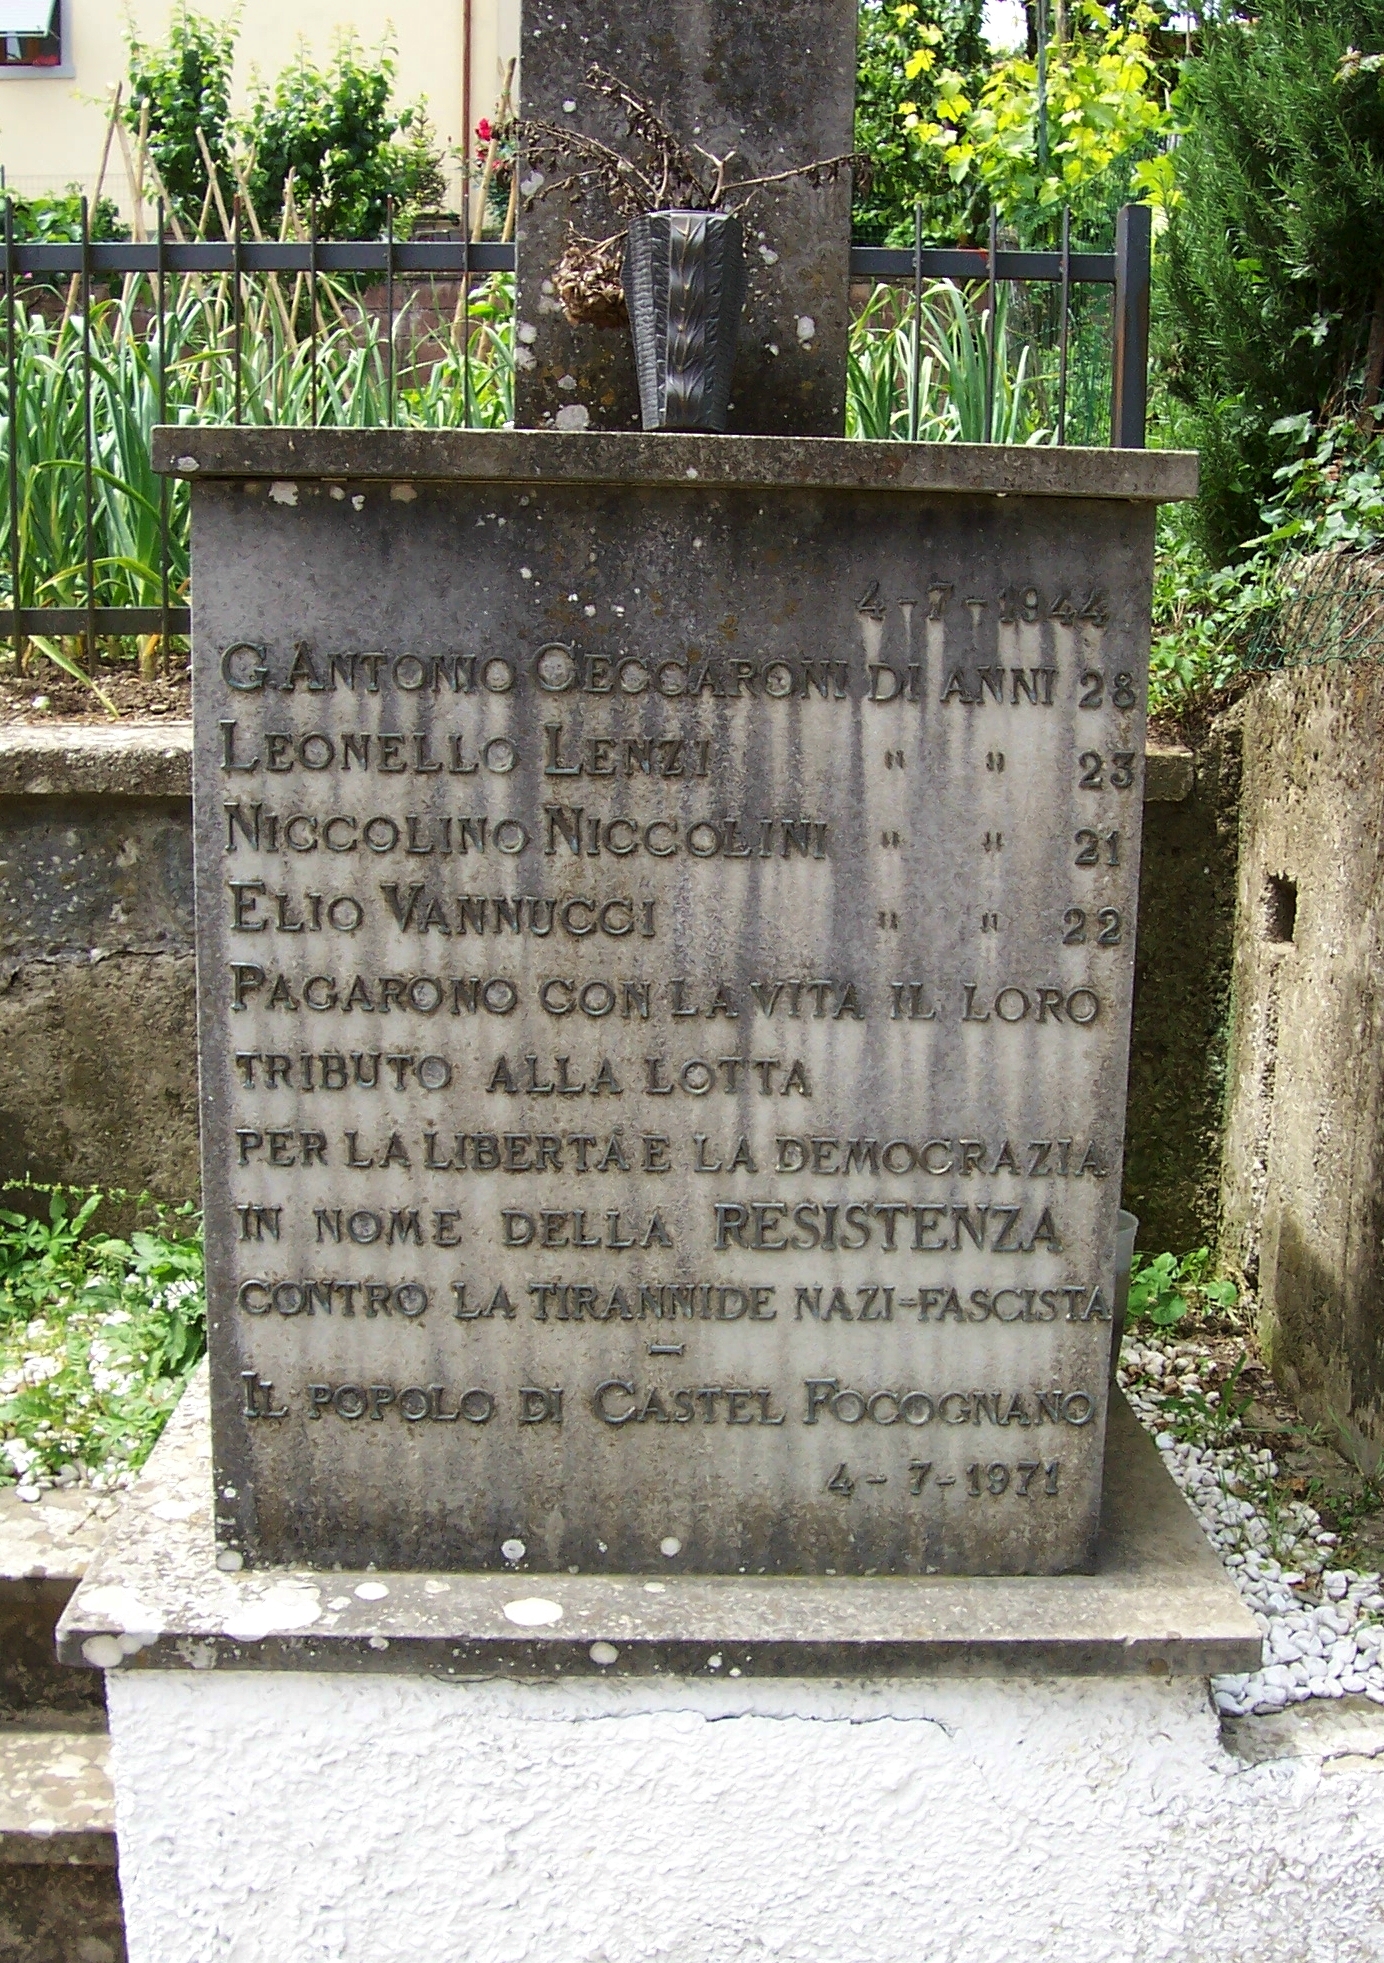 4-7-1944
G. ANTONIO CECCARONI DI ANNI 28
LEONELLO LENZI " " 23
NICCOLINO NICCOLINI " " 21
ELIO VANNUCCI " " 22
PAGARONO CON LA VITA IL LORO
TRIBUTO ALLA LOTTA
PER LA LIBERTÀ E LA DEMOCRAZIA
IN NOME DELLA RESISTENZA
CONTRO LA TIRANNIDE NAZI-FASCISTA
-
IL POPOLO DI CASTEL FOCOGNANO
4-7-1971